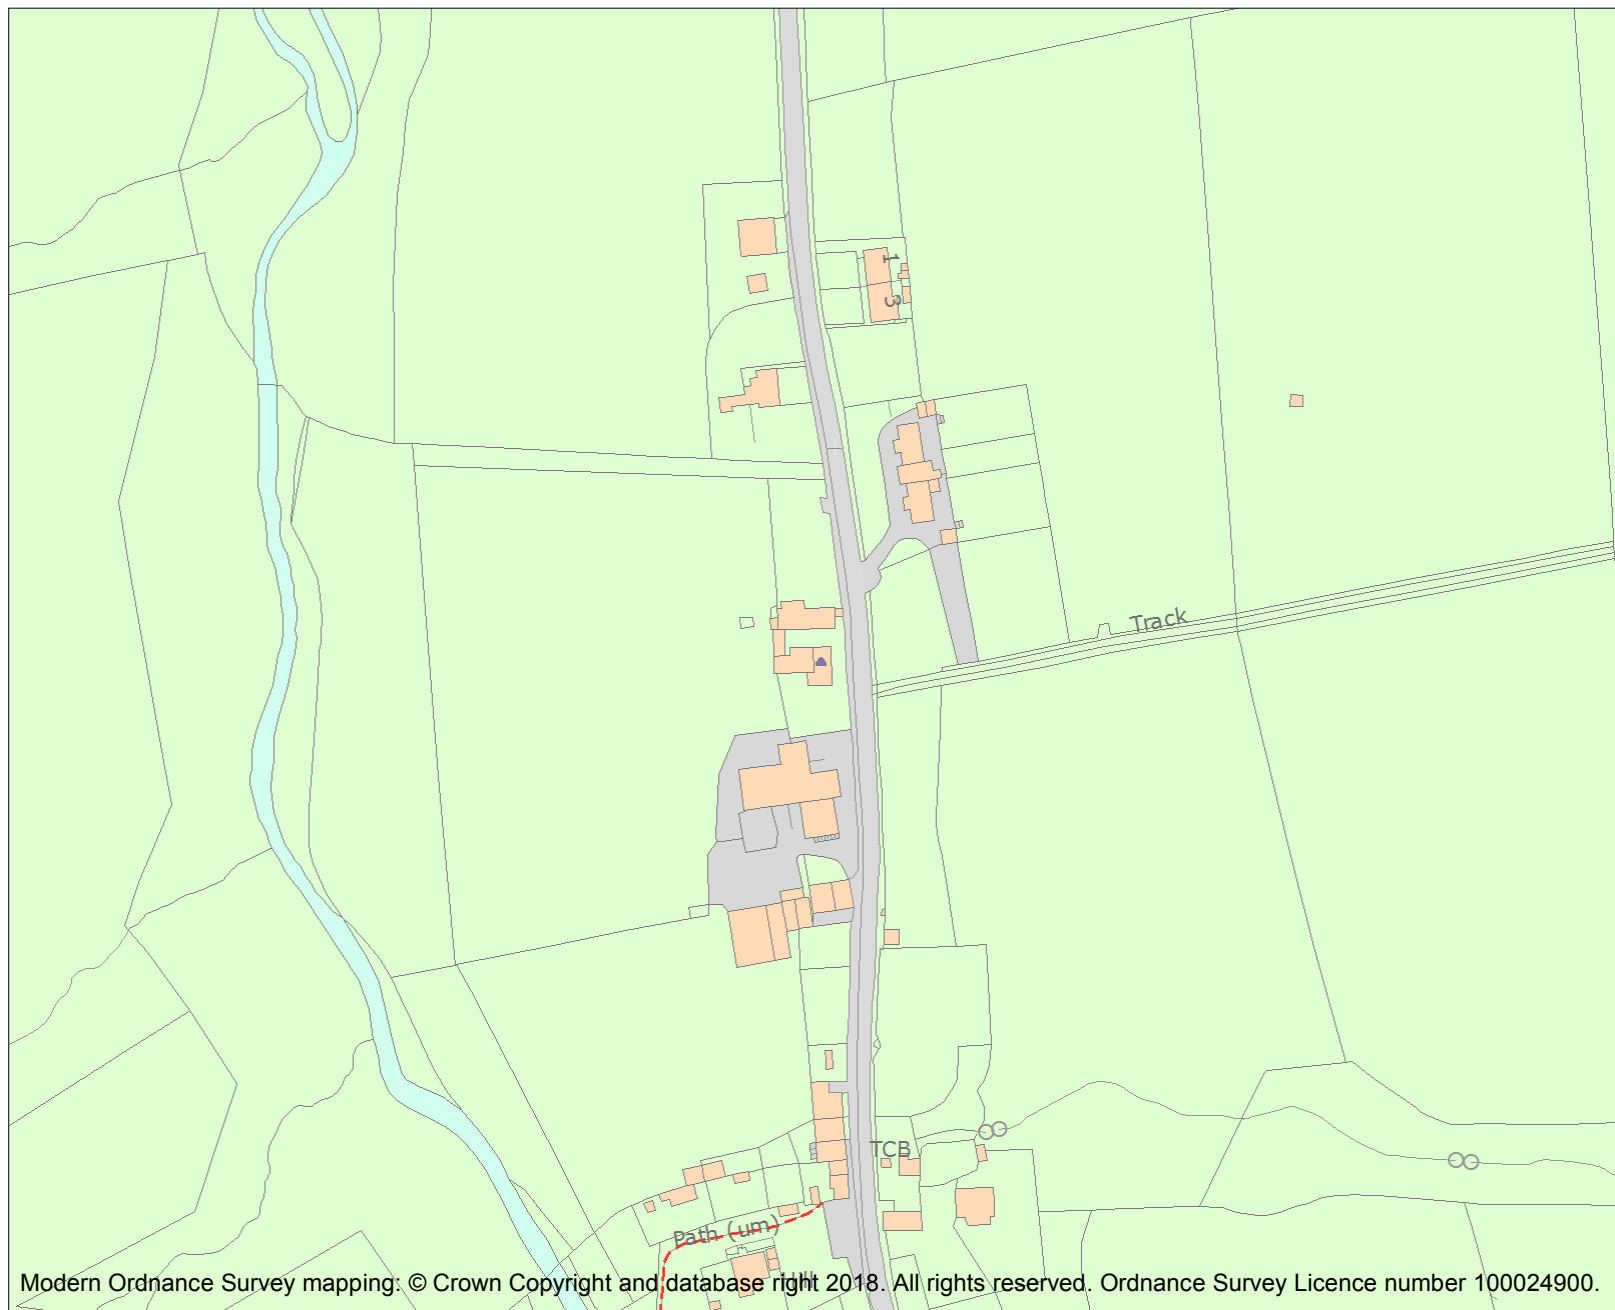 1
3
Track
TCB
Path (um)
Modern Ordnance Survey mapping: © Crown Copyright and database right 2018. All rights reserved. Ordnance Survey Licence number 100024900.